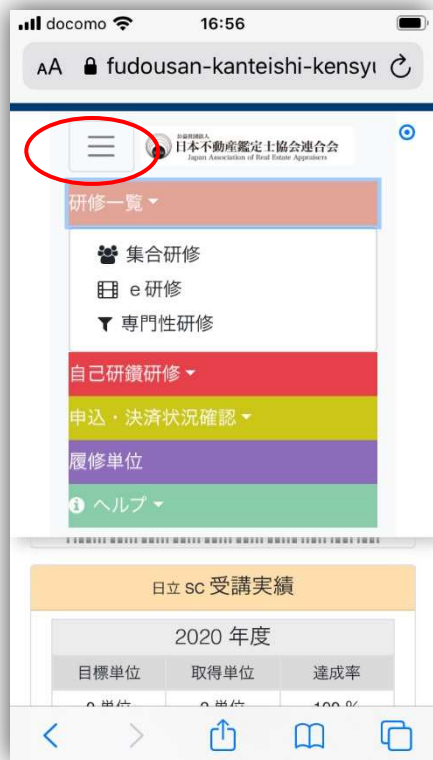 docomo 16:56
AA fudousan-kanteishi-kensyu
公益社団法人
日本不動産鑑定士協会連合会
Japan Association of Real Estate Appraisers
研修一覧
集合研修
e研修
専門性研修
自己研鑽研修
申込・決済状況確認
履修単位
ヘルプ
日立 sc 受講実績
2020 年度
目標単位 取得単位 達成率